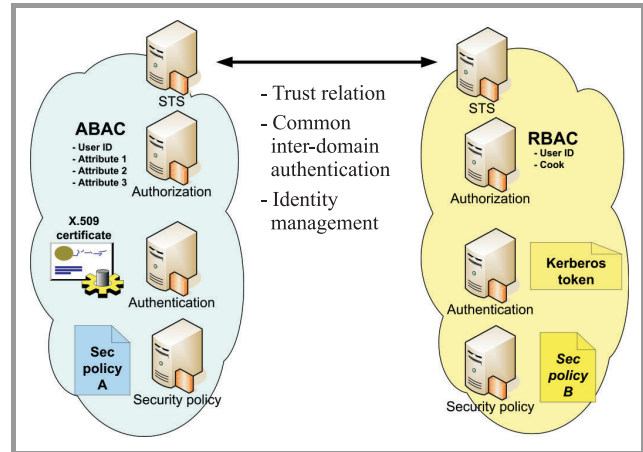 STS
ABAC
- User ID
- Attribute 1
- Attribute 2
- Attribute 3
Authorization
X.509
certificate
Authentication
Sec
policy
A
Security policy
- Trust relation
- Common
inter-domain
authentication
- Identity
management
STS
RBAC
- User ID
- Cook
Authorization
Kerberos
token
Authentication
Sec
policy
B
Security policy